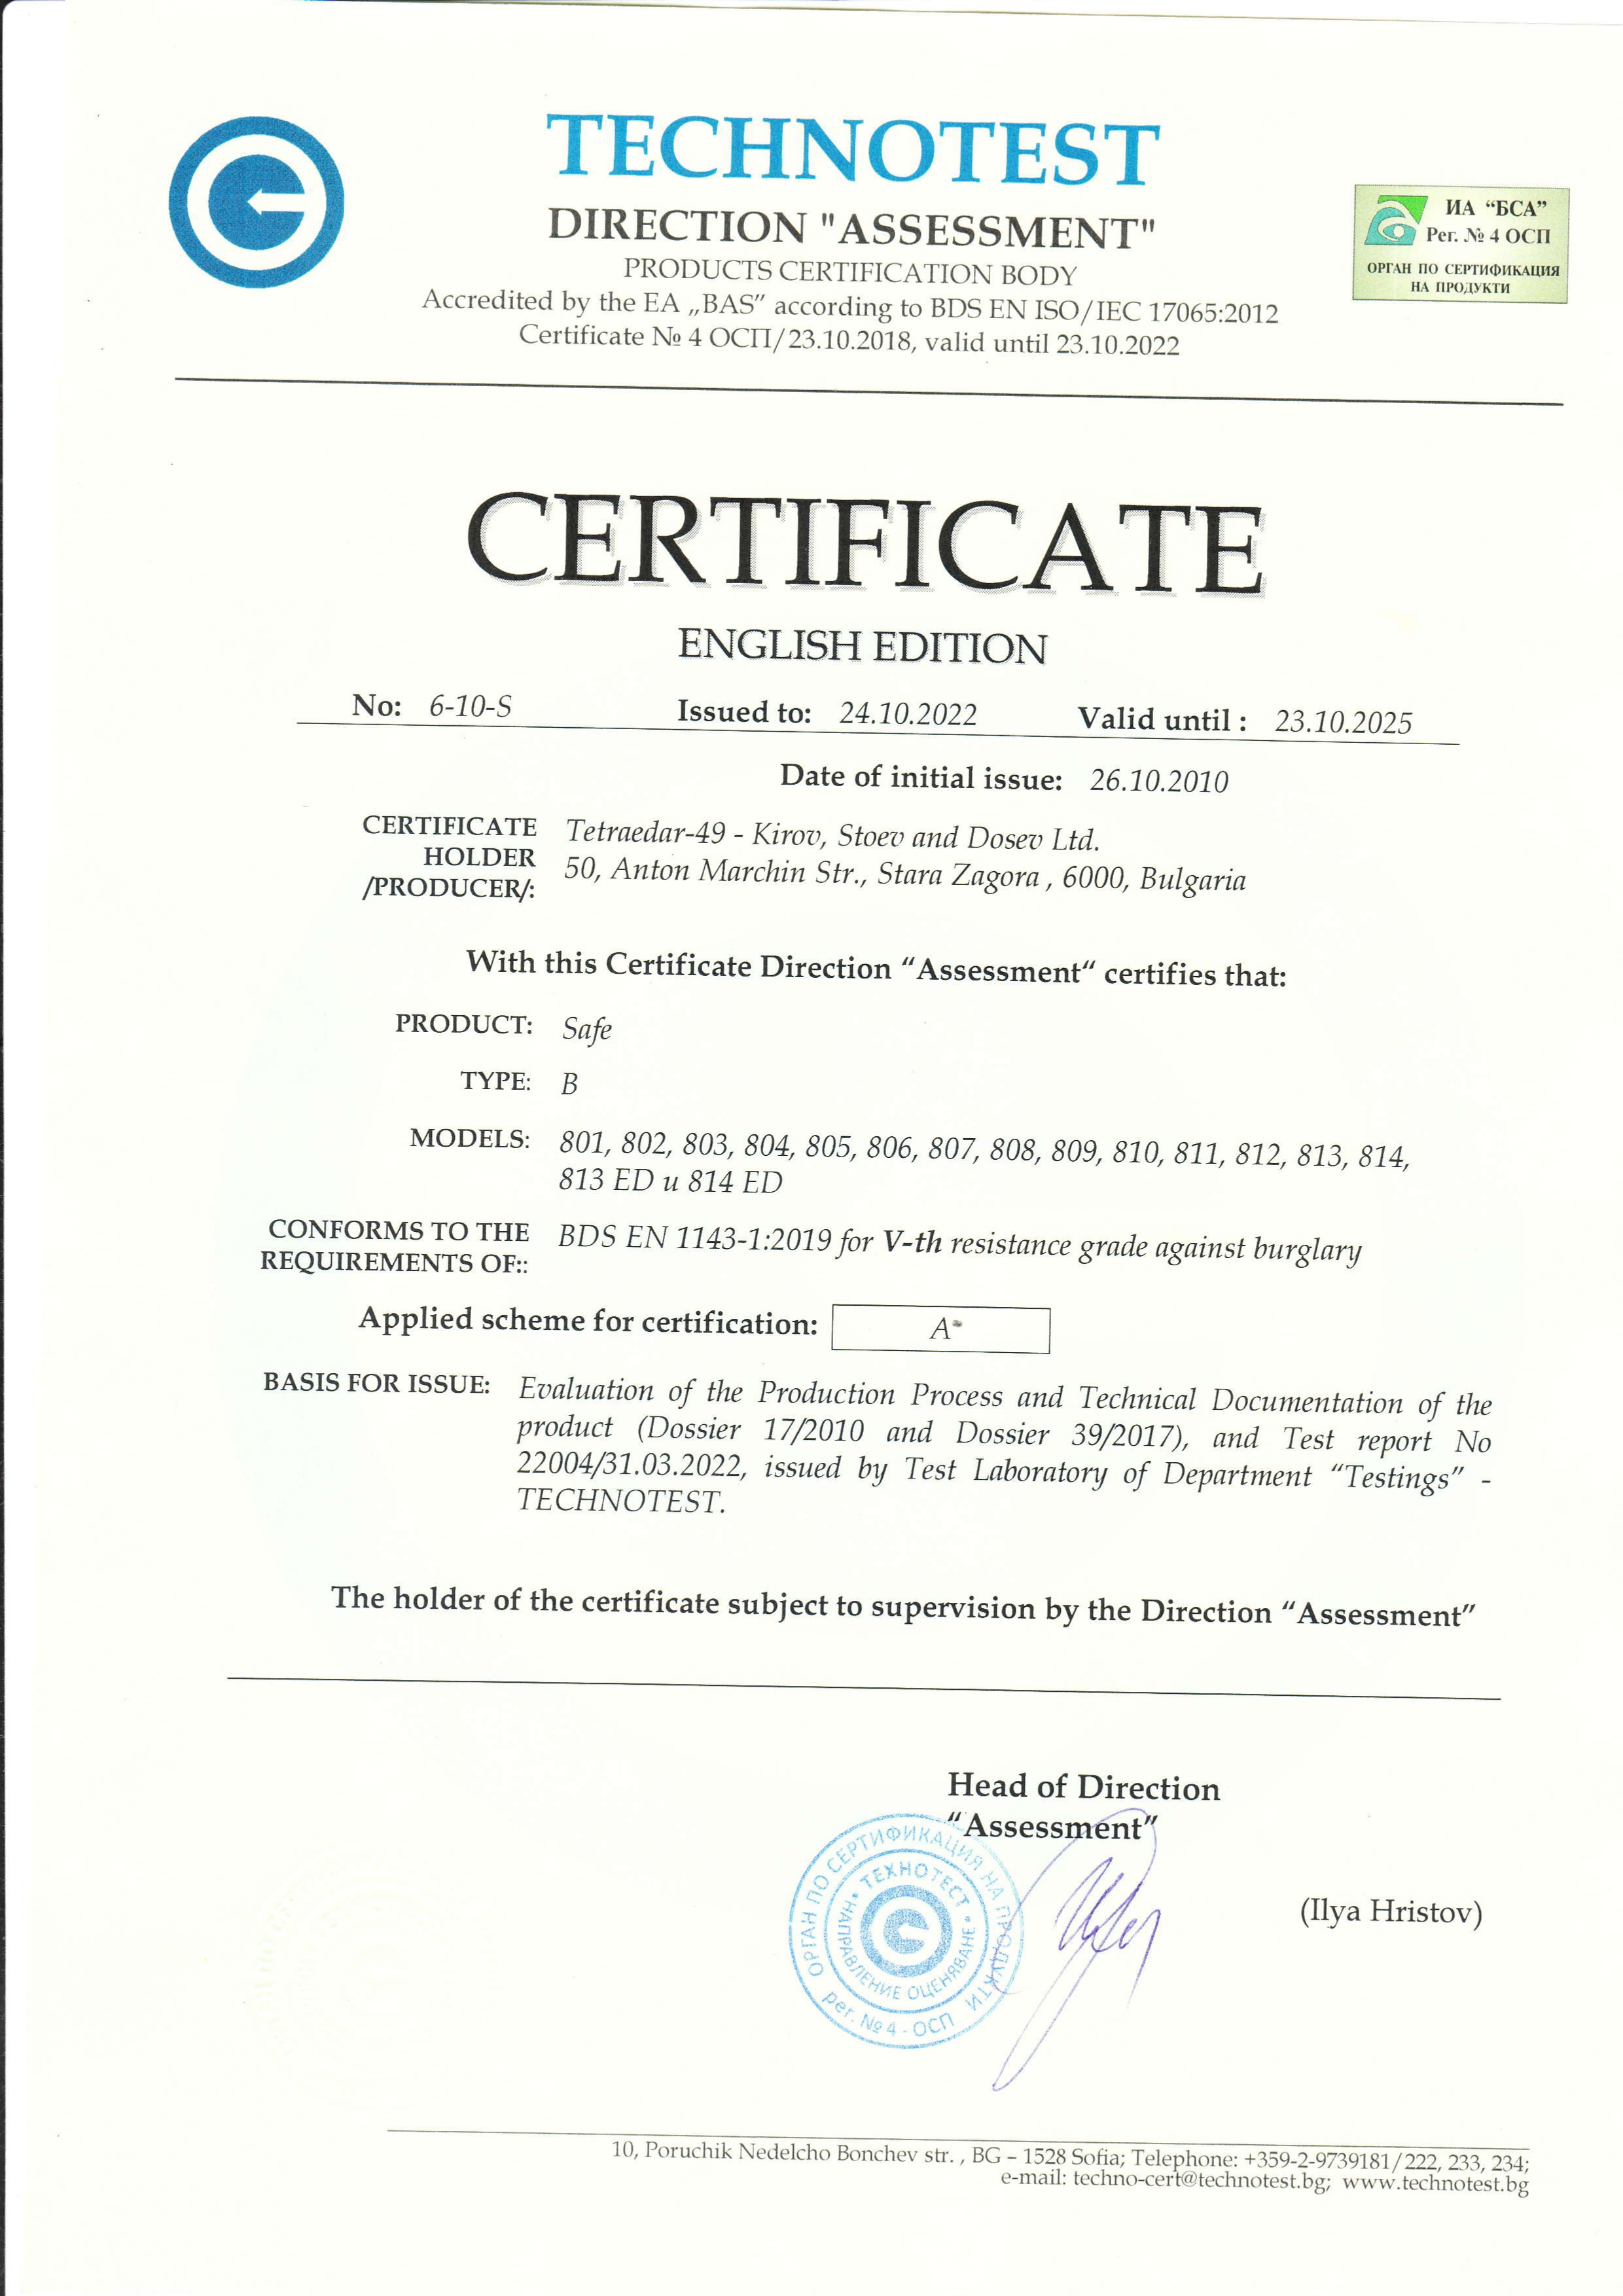 TECHNOTEST
DIRECTION "ASSESSMENT"
PRODUCTS CERTIFICATION BODY
Accredited by the EA „BAS” according to BDS EN ISO/IEC 17065:2012
Certificate № 4 ОСП/23.10.2018, valid until 23.10.2022
ИА “БСА”
Рег. № 4 ОСП
ОРГАН ПО СЕРТИФИКАЦИЯ
НА ПРОДУКТИ
CERTIFICATE
ENGLISH EDITION
No: 6-10-S Issued to: 24.10.2022 Valid until : 23.10.2025
Date of initial issue: 26.10.2010
CERTIFICATE
HOLDER
/PRODUCER/:
Tetraedar-49 - Kirov, Stoev and Dosev Ltd.
50, Anton Marchin Str., Stara Zagora , 6000, Bulgaria
With this Certificate Direction “Assessment“ certifies that:
PRODUCT: Safe
TYPE: B
MODELS: 801, 802, 803, 804, 805, 806, 807, 808, 809, 810, 811, 812, 813, 814,
813 ED и 814 ED
CONFORMS TO THE
REQUIREMENTS OF::
BDS EN 1143-1:2019 for V-th resistance grade against burglary
Applied scheme for certification: A
BASIS FOR ISSUE: Evaluation of the Production Process and Technical Documentation of the
product (Dossier 17/2010 and Dossier 39/2017), and Test report No
22004/31.03.2022, issued by Test Laboratory of Department “Testings” -
TECHNOTEST.
The holder of the certificate subject to supervision by the Direction “Assessment”
Head of Direction
“Assessment”
(Ilya Hristov)
ОРГАН ПО СЕРТИФИКАЦИЯ НА ПРОДУКТИ
рег. № 4 - ОСП
ТЕХНОТЕСТ
НАПРАВЛЕНИЕ ОЦЕНЯВАНЕ
10, Poruchik Nedelcho Bonchev str. , BG – 1528 Sofia; Telephone: +359-2-9739181/222, 233, 234;
e-mail: techno-cert@technotest.bg; www.technotest.bg